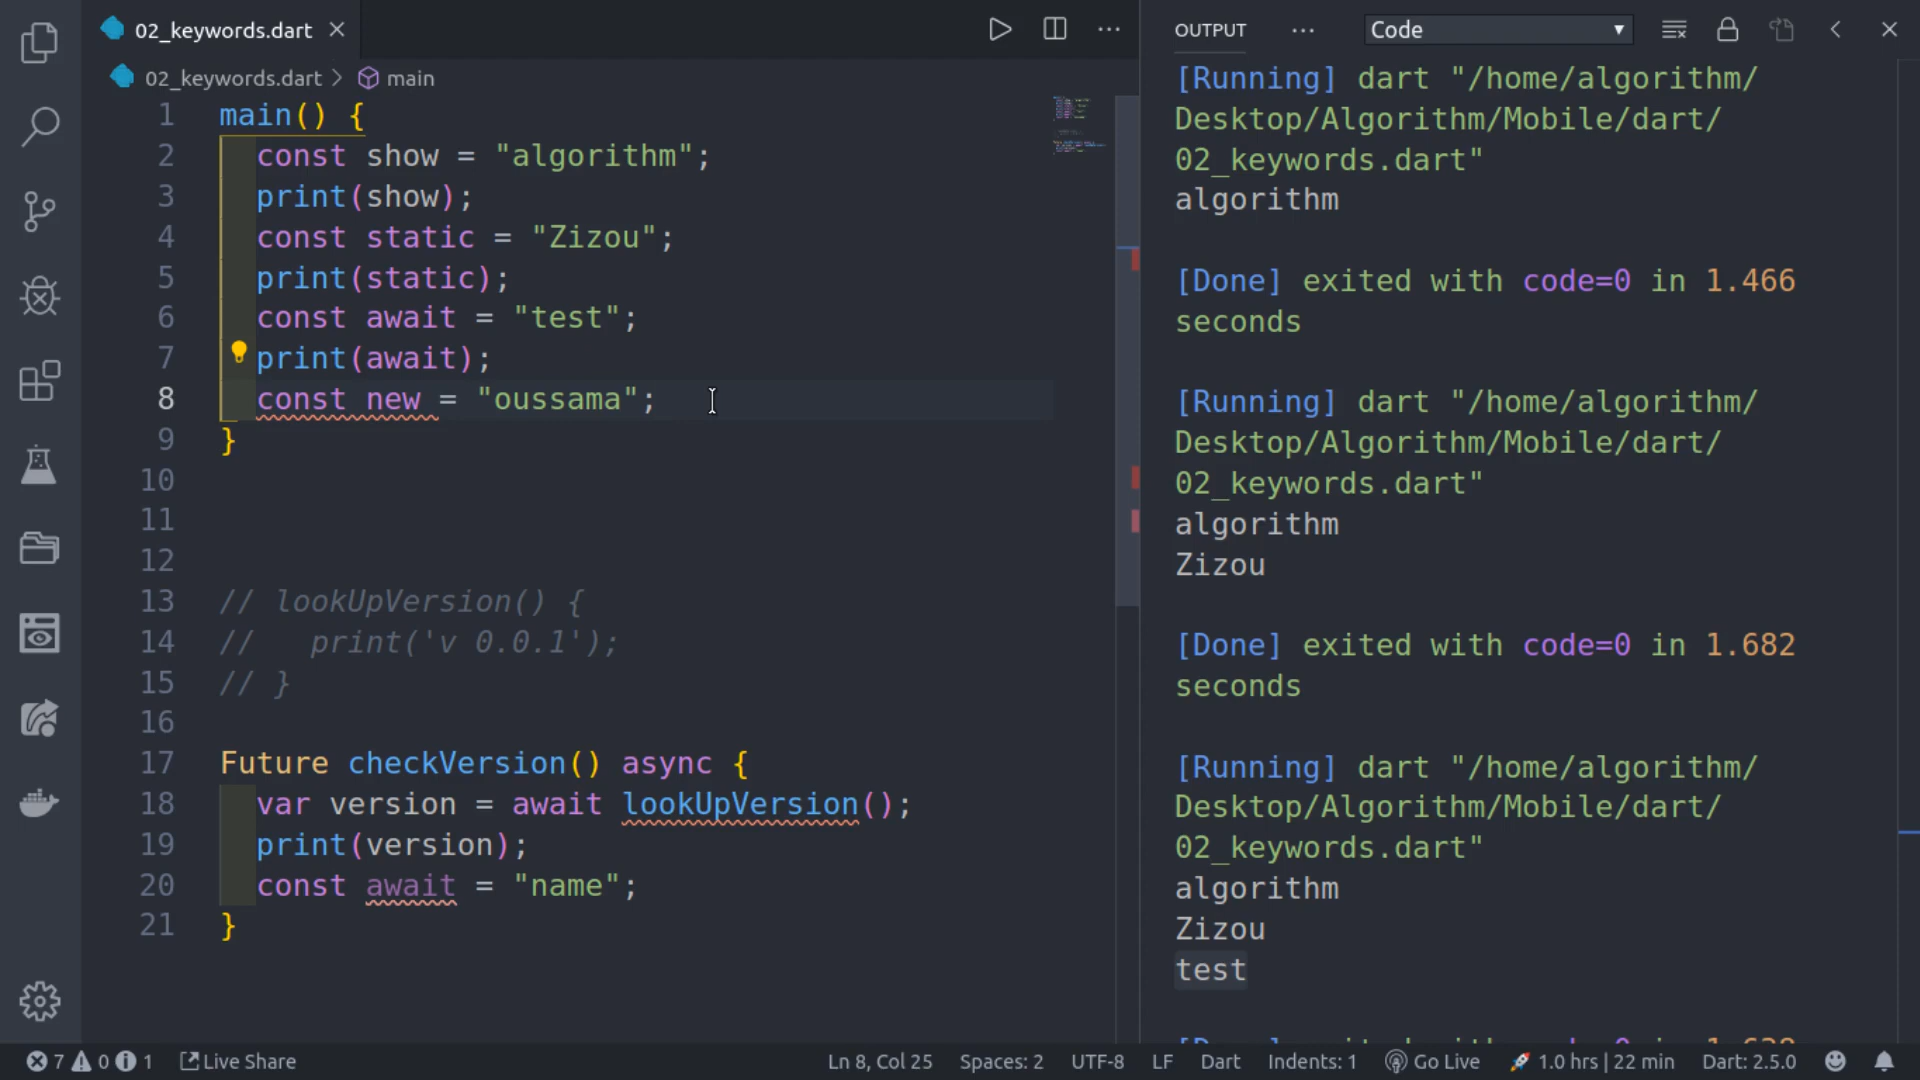 02_keywords.dart
02_keywords.dart > main
1 main() {
2 const show = "algorithm";
3 print(show);
4 const static = "Zizou";
5 print(static);
6 const await = "test";
7 print(await);
8 const new = "oussama";
9 }
10
11
12
13 // lookUpVersion() {
14 // print('v 0.0.1');
15 // }
16
17 Future checkVersion() async {
18 var version = await lookUpVersion();
19 print(version);
20 const await = "name";
21 }
OUTPUT ··· Code
[Running] dart "/home/algorithm/
Desktop/Algorithm/Mobile/dart/
02_keywords.dart"
algorithm
[Done] exited with code=0 in 1.466
seconds
[Running] dart "/home/algorithm/
Desktop/Algorithm/Mobile/dart/
02_keywords.dart"
algorithm
Zizou
[Done] exited with code=0 in 1.682
seconds
[Running] dart "/home/algorithm/
Desktop/Algorithm/Mobile/dart/
02_keywords.dart"
algorithm
Zizou
test
7 0 1 Live Share Ln 8, Col 25 Spaces: 2 UTF-8 LF Dart Indents: 1 Go Live 1.0 hrs | 22 min Dart: 2.5.0